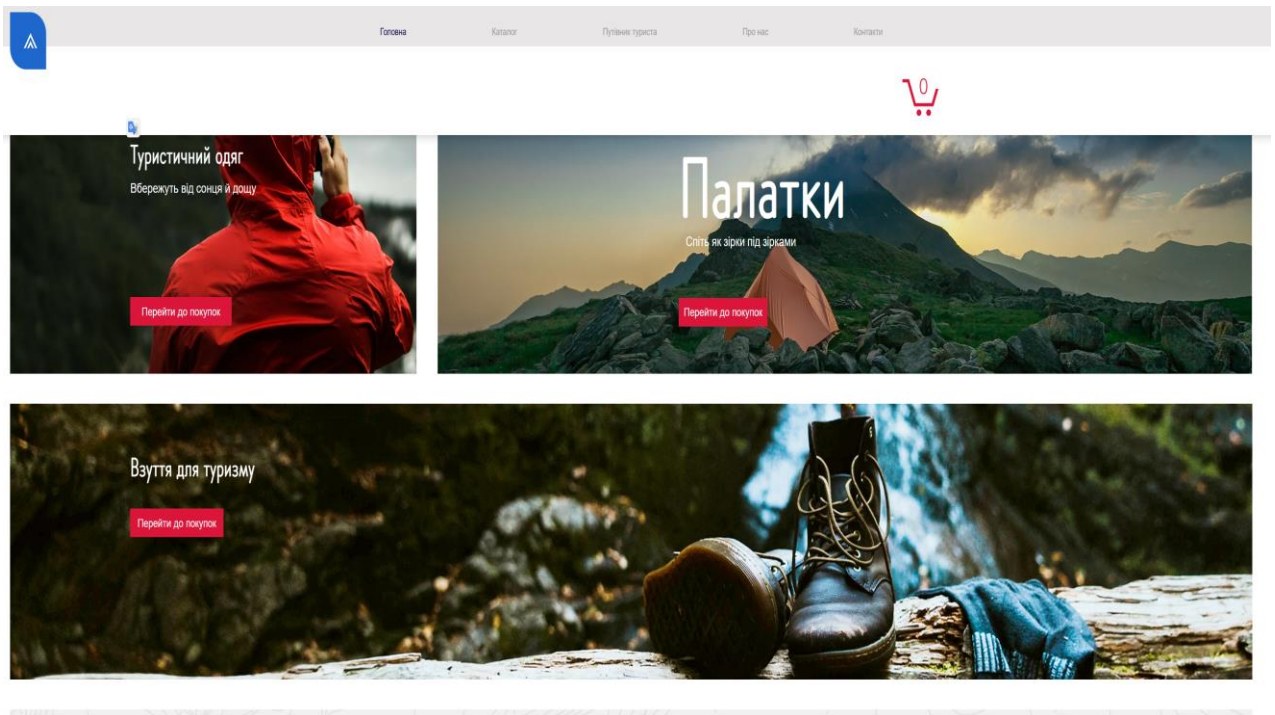 Головна
Каталог
Путівник туриста
Про нас
Контакти
0
Туристичний одяг
Вбережуть від сонця й дощу
Перейти до покупок
Палатки
Спіть як зірки під зірками
Перейти до покупок
Взуття для туризму
Перейти до покупок